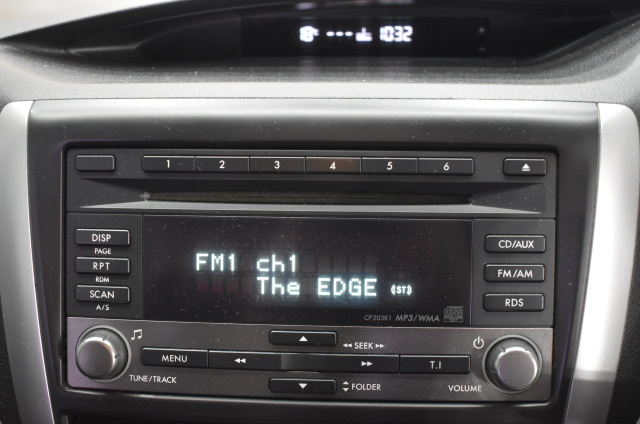 18°c --- 10:32
1 2 3 4 5 6
DISP CD/AUX
PAGE
RPT FM/AM
RDM
SCAN RDS
A/S
FM1 ch1
The EDGE (ST)
CP203K1 MP3/WMA
SEEK
MENU T.I
TUNE/TRACK FOLDER VOLUME